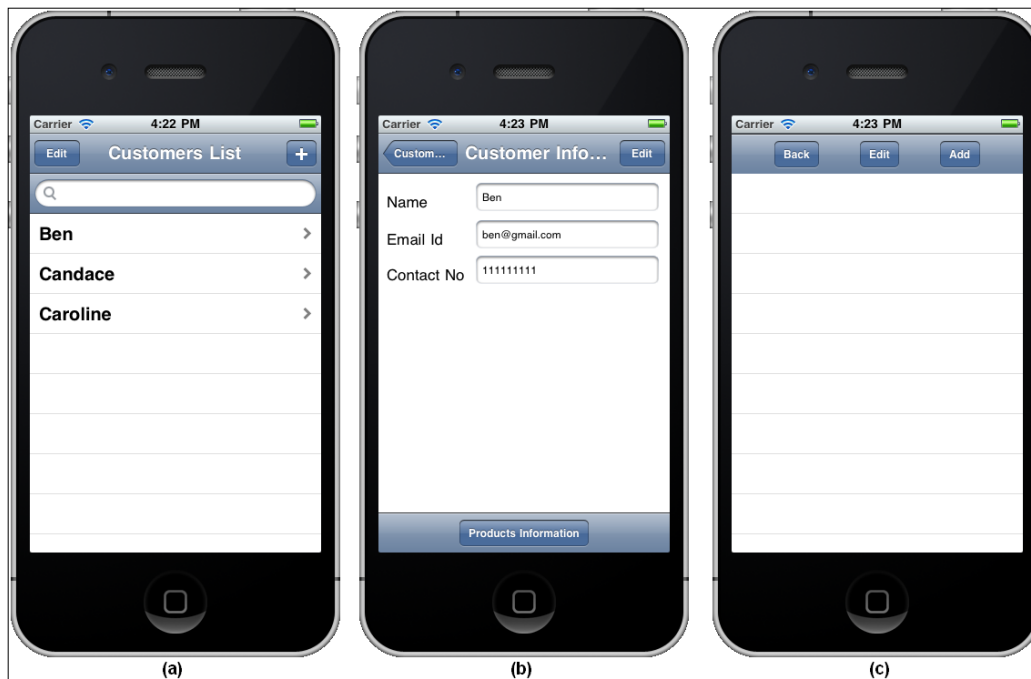 Carrier 4:22 PM
Edit Customers List +
Ben
Candace
Caroline
(a)
Carrier 4:23 PM
Custom... Customer Info... Edit
Name Ben
Email Id ben@gmail.com
Contact No 111111111
Products Information
(b)
Carrier 4:23 PM
Back Edit Add
(c)